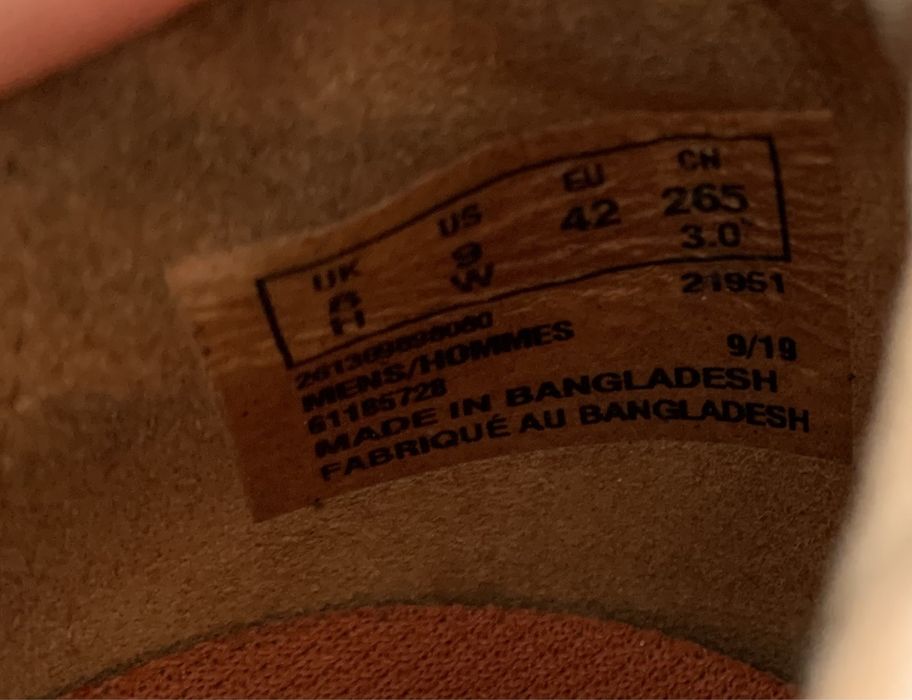 UK US EU CN
8 9 42 265
H W 3.0
21951
MENS/HOMMES 9/19
61185728
MADE IN BANGLADESH
FABRIQUÉ AU BANGLADESH